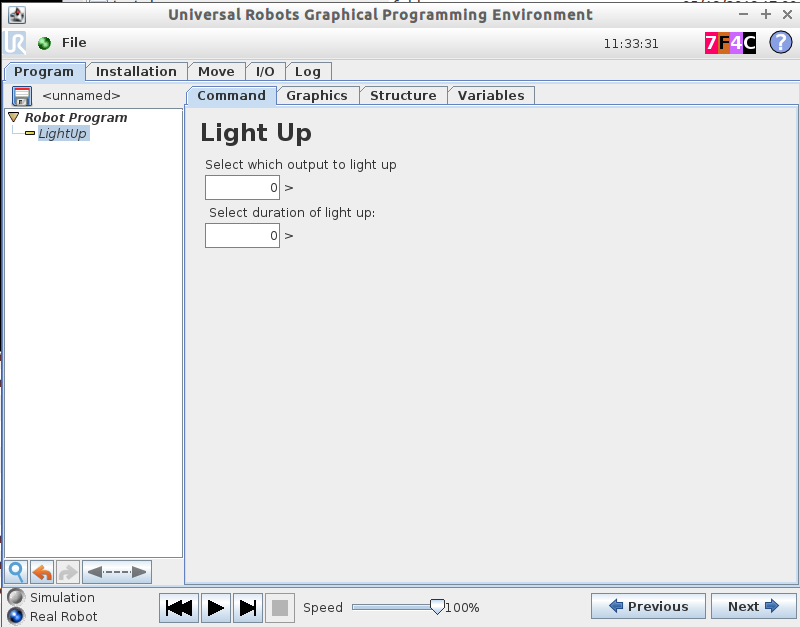 Universal Robots Graphical Programming Environment
UR File 11:33:31 7F4C ?
Program Installation Move I/O Log
<unnamed> Command Graphics Structure Variables
Robot Program
LightUp
Light Up
Select which output to light up
0 >
Select duration of light up:
0 >
Simulation
Real Robot
Speed 100%
Previous Next